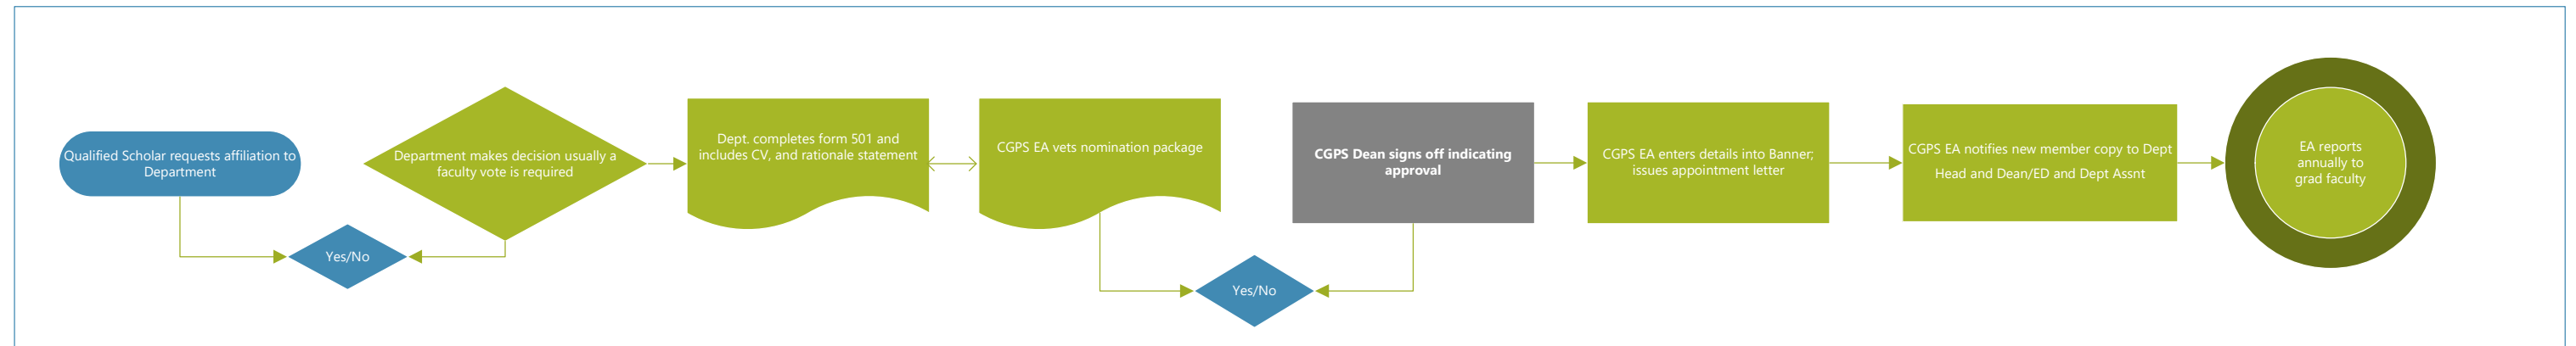 Qualified Scholar requests affiliation to
Department
Yes/No
Department makes decision usually a
faculty vote is required
Dept. completes form 501 and
includes CV, and rationale statement
CGPS EA vets nomination package
Yes/No
CGPS Dean signs off indicating
approval
CGPS EA enters details into Banner;
issues appointment letter
CGPS EA notifies new member copy to Dept
Head and Dean/ED and Dept Assnt
EA reports
annually to
grad faculty